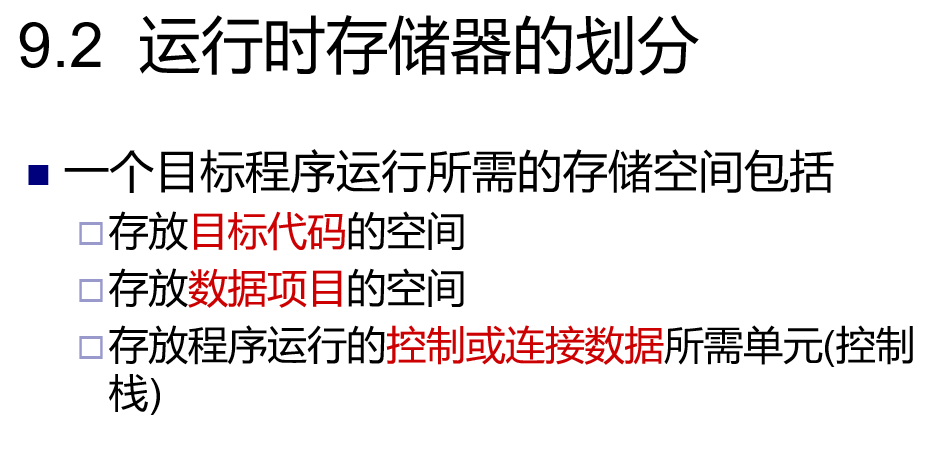 9.2 运行时存储器的划分
一个目标程序运行所需的存储空间包括
存放目标代码的空间
存放数据项目的空间
存放程序运行的控制或连接数据所需单元(控制
栈)